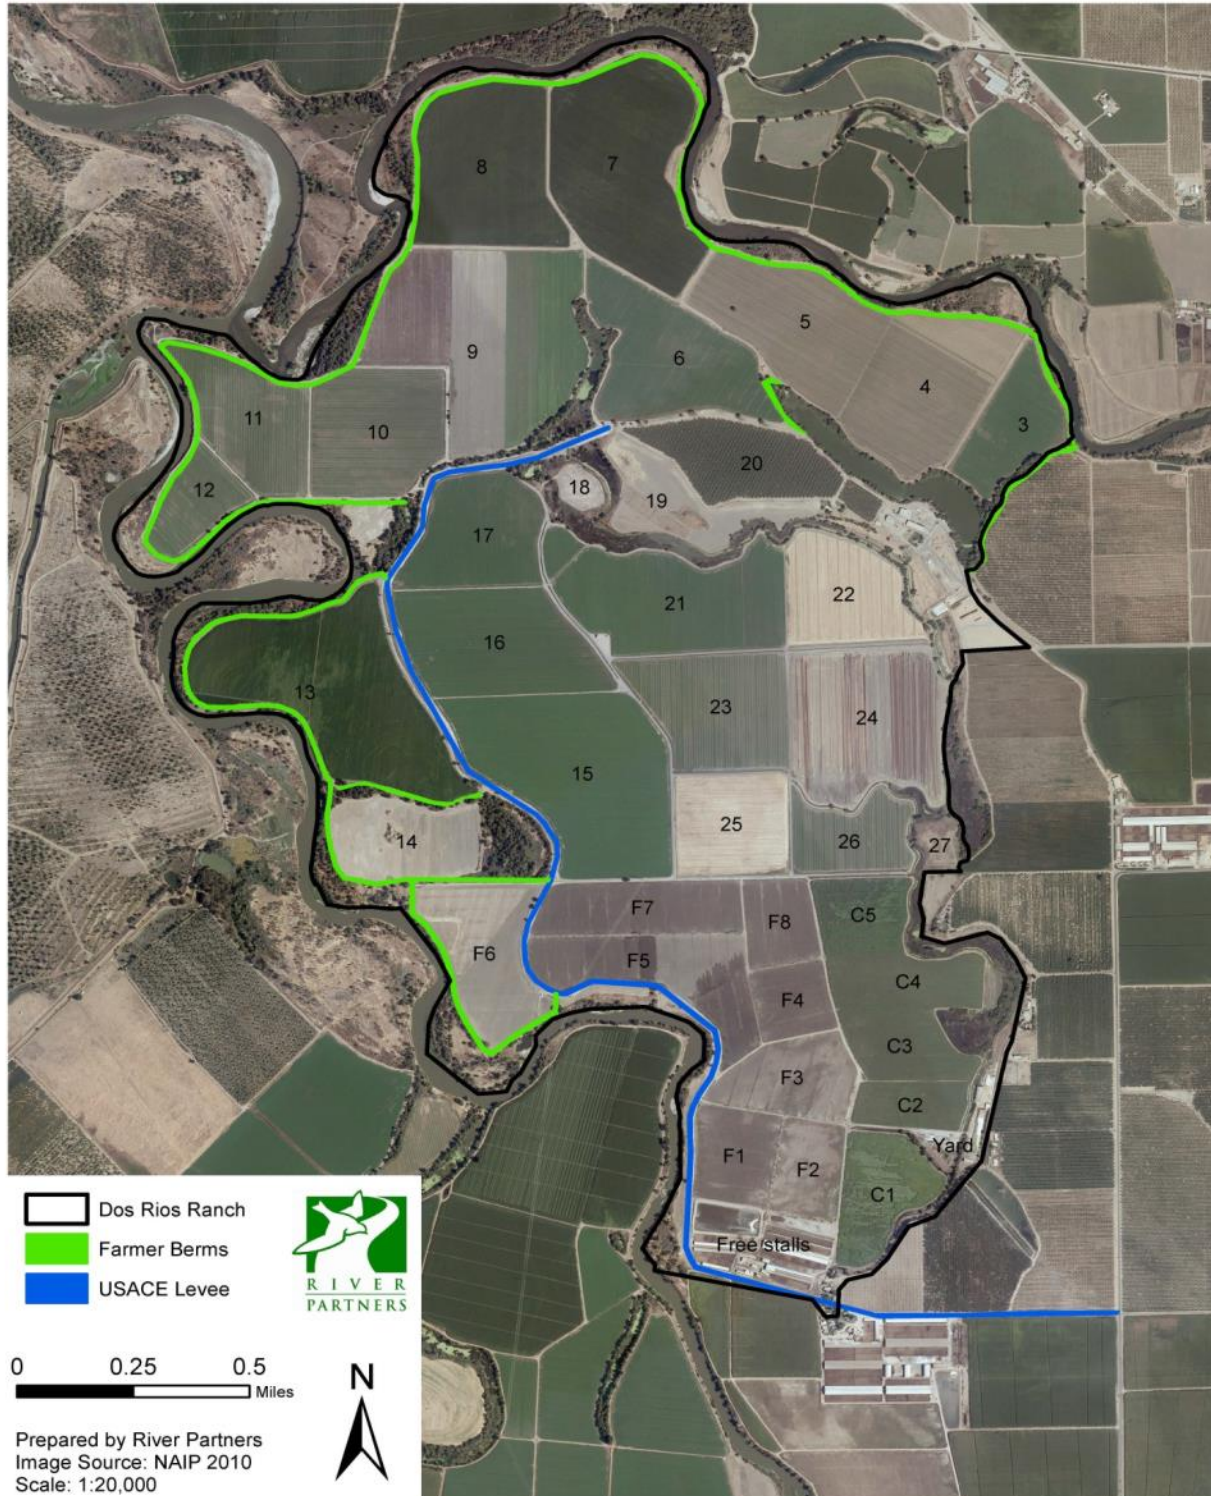 8
7
5
9
6
4
11
3
10
20
12
18
19
17
22
21
16
13
23
24
15
25
26
14
27
F7
F8
C5
F6
F5
C4
F4
C3
F3
C2
Yard
F1
F2
C1
Free stalls
Dos Rios Ranch
Farmer Berms
USACE Levee
RIVER
PARTNERS
0 0.25 0.5
Miles
N
Prepared by River Partners
Image Source: NAIP 2010
Scale: 1:20,000